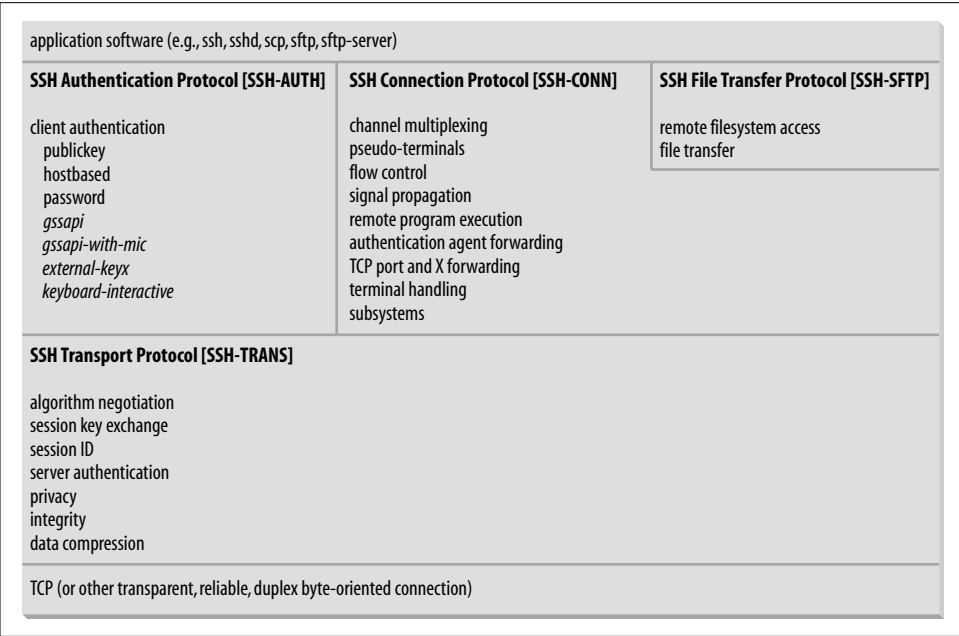 application software (e.g., ssh, sshd, scp, sftp, sftp-server)
SSH Authentication Protocol [SSH-AUTH]
client authentication
publickey
hostbased
password
gssapi
gssapi-with-mic
external-keyx
keyboard-interactive
SSH Connection Protocol [SSH-CONN]
channel multiplexing
pseudo-terminals
flow control
signal propagation
remote program execution
authentication agent forwarding
TCP port and X forwarding
terminal handling
subsystems
SSH File Transfer Protocol [SSH-SFTP]
remote filesystem access
file transfer
SSH Transport Protocol [SSH-TRANS]
algorithm negotiation
session key exchange
session ID
server authentication
privacy
integrity
data compression
TCP (or other transparent, reliable, duplex byte-oriented connection)